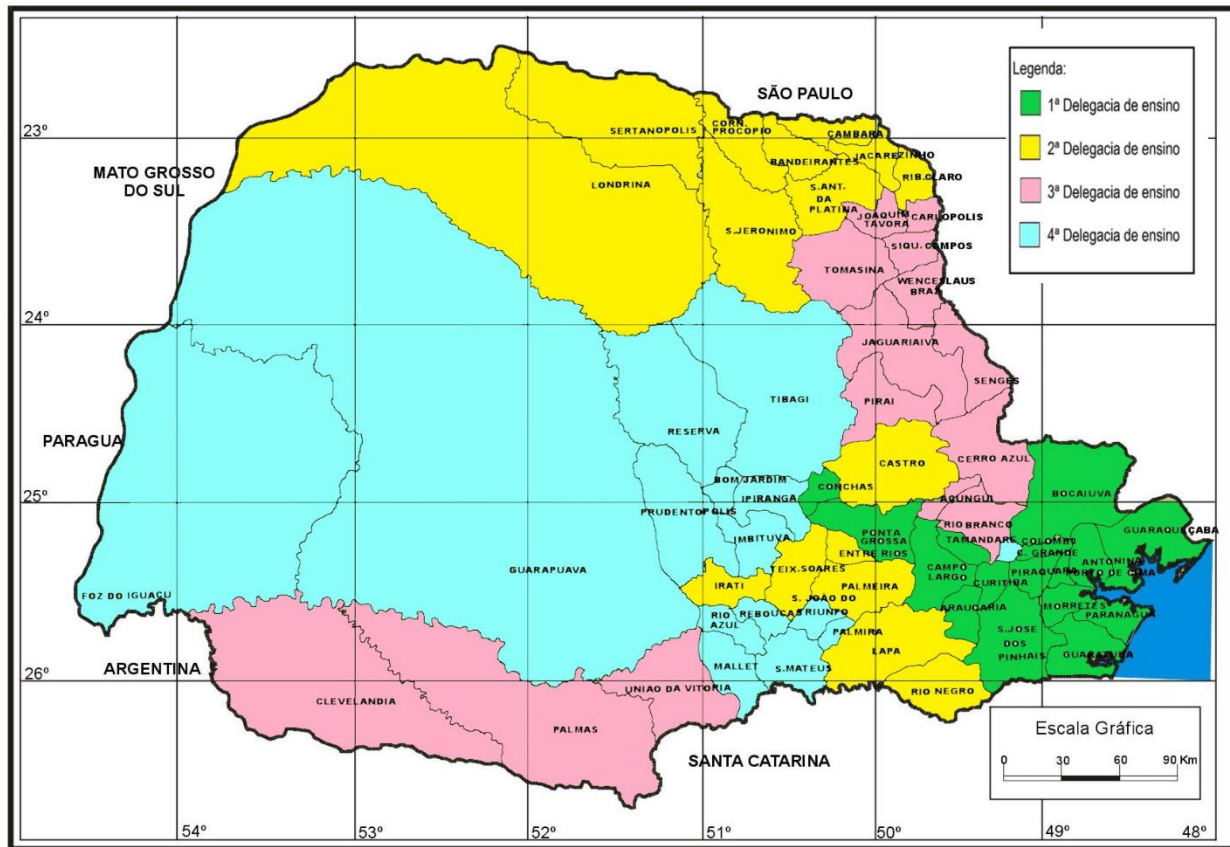 SÃO PAULO
Legenda:
1ª Delegacia de ensino
2ª Delegacia de ensino
3ª Delegacia de ensino
4ª Delegacia de ensino
23º
MATO GROSSO
DO SUL
SERTANOPOLIS
CORN.
PROCOPIO
CAMBARA
BANDEIRANTES
JACAREZINHO
RIB.CLARO
LONDRINA
S.ANT.
DA
PLATINA
JOAQUIM
TAVORA
CARLOPOLIS
S.JERONIMO
SIQU.CAMPOS
TOMASINA
WENCESLAUS
BRAZ
24º
JAGUARIAIVA
SENGES
PIRAI
TIBAGI
PARAGUA
RESERVA
CERRO AZUL
CASTRO
BOM JARDIM
CONCHAS
BOCAIUVA
25º
IPIRANGA
AÇUNGUI
PRUDENTOPOLIS
GUARAQUEÇABA
RIO BRANCO
PONTA
GROSSA
IMBITUVA
TAMANDARE
COLOMBO
ENTRE RIOS
C. GRANDE
ANTONINA
GUARAPUAVA
TEIX.SOARES
CAMPO
LARGO
PIRAQUARA
PORTO DE CIMA
IRATI
PALMEIRA
CURITIBA
FOZ DO IGUAÇU
S. JOÃO DO
TRIUNFO
REBOUÇAS
ARAUCARIA
MORRETES
PARANAGUA
RIO
AZUL
PALMIRA
S.JOSE
DOS
PINHAIS
LAPA
GUARATUBA
ARGENTINA
MALLET
S.MATEUS
26º
UNIAO DA VITORIA
RIO NEGRO
CLEVELANDIA
PALMAS
SANTA CATARINA
Escala Gráfica
0 30 60 90 Km
54º 53º 52º 51º 50º 49º 48º